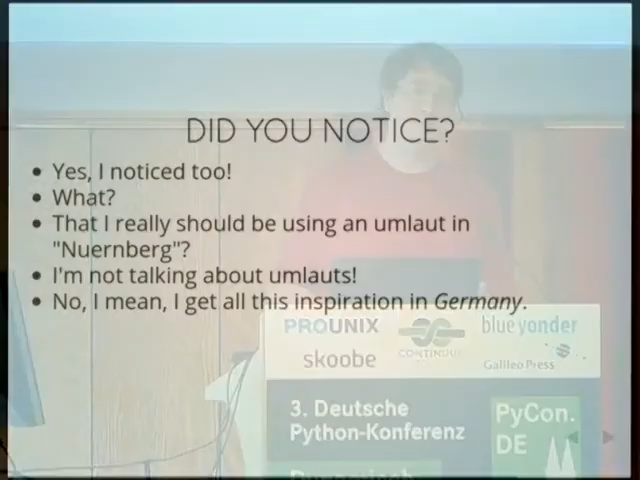 DID YOU NOTICE?
Yes, I noticed too!
What?
That I really should be using an umlaut in
"Nuernberg"?
I'm not talking about umlauts!
No, I mean, I get all this inspiration in Germany.
PROUNIX
CONTINUUM
blueyonder
skoobe
Galileo Press
3. Deutsche
Python-Konferenz
PyCon.
DE